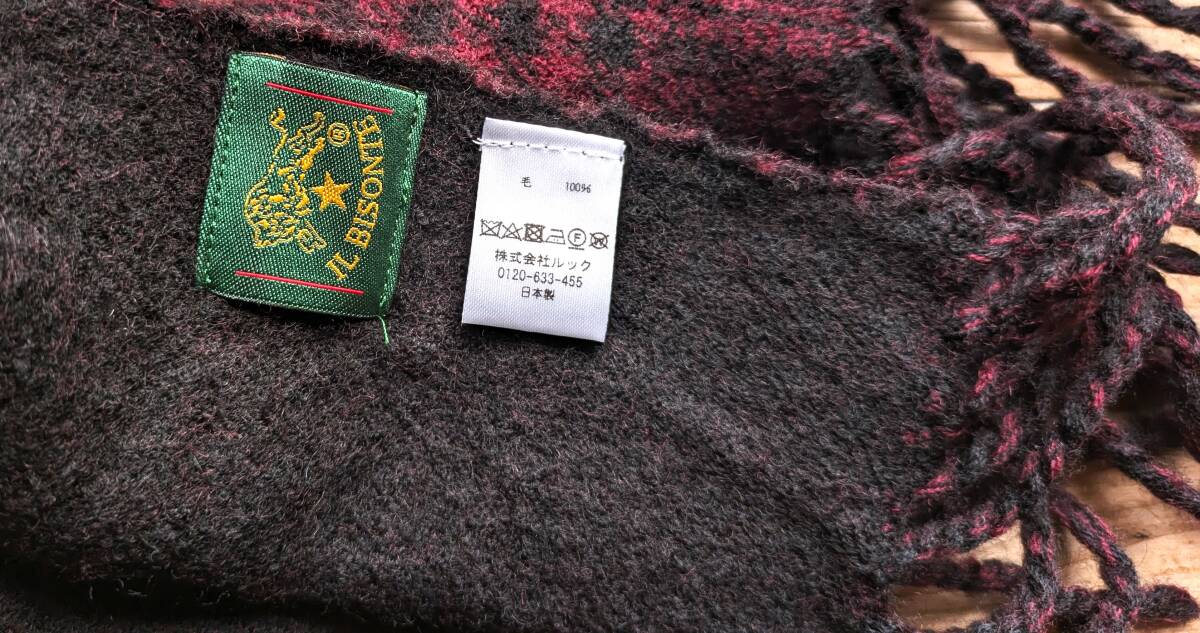 IL BISONTE
®
毛 100%
F
W
株式会社ルック
0120-633-455
日本製